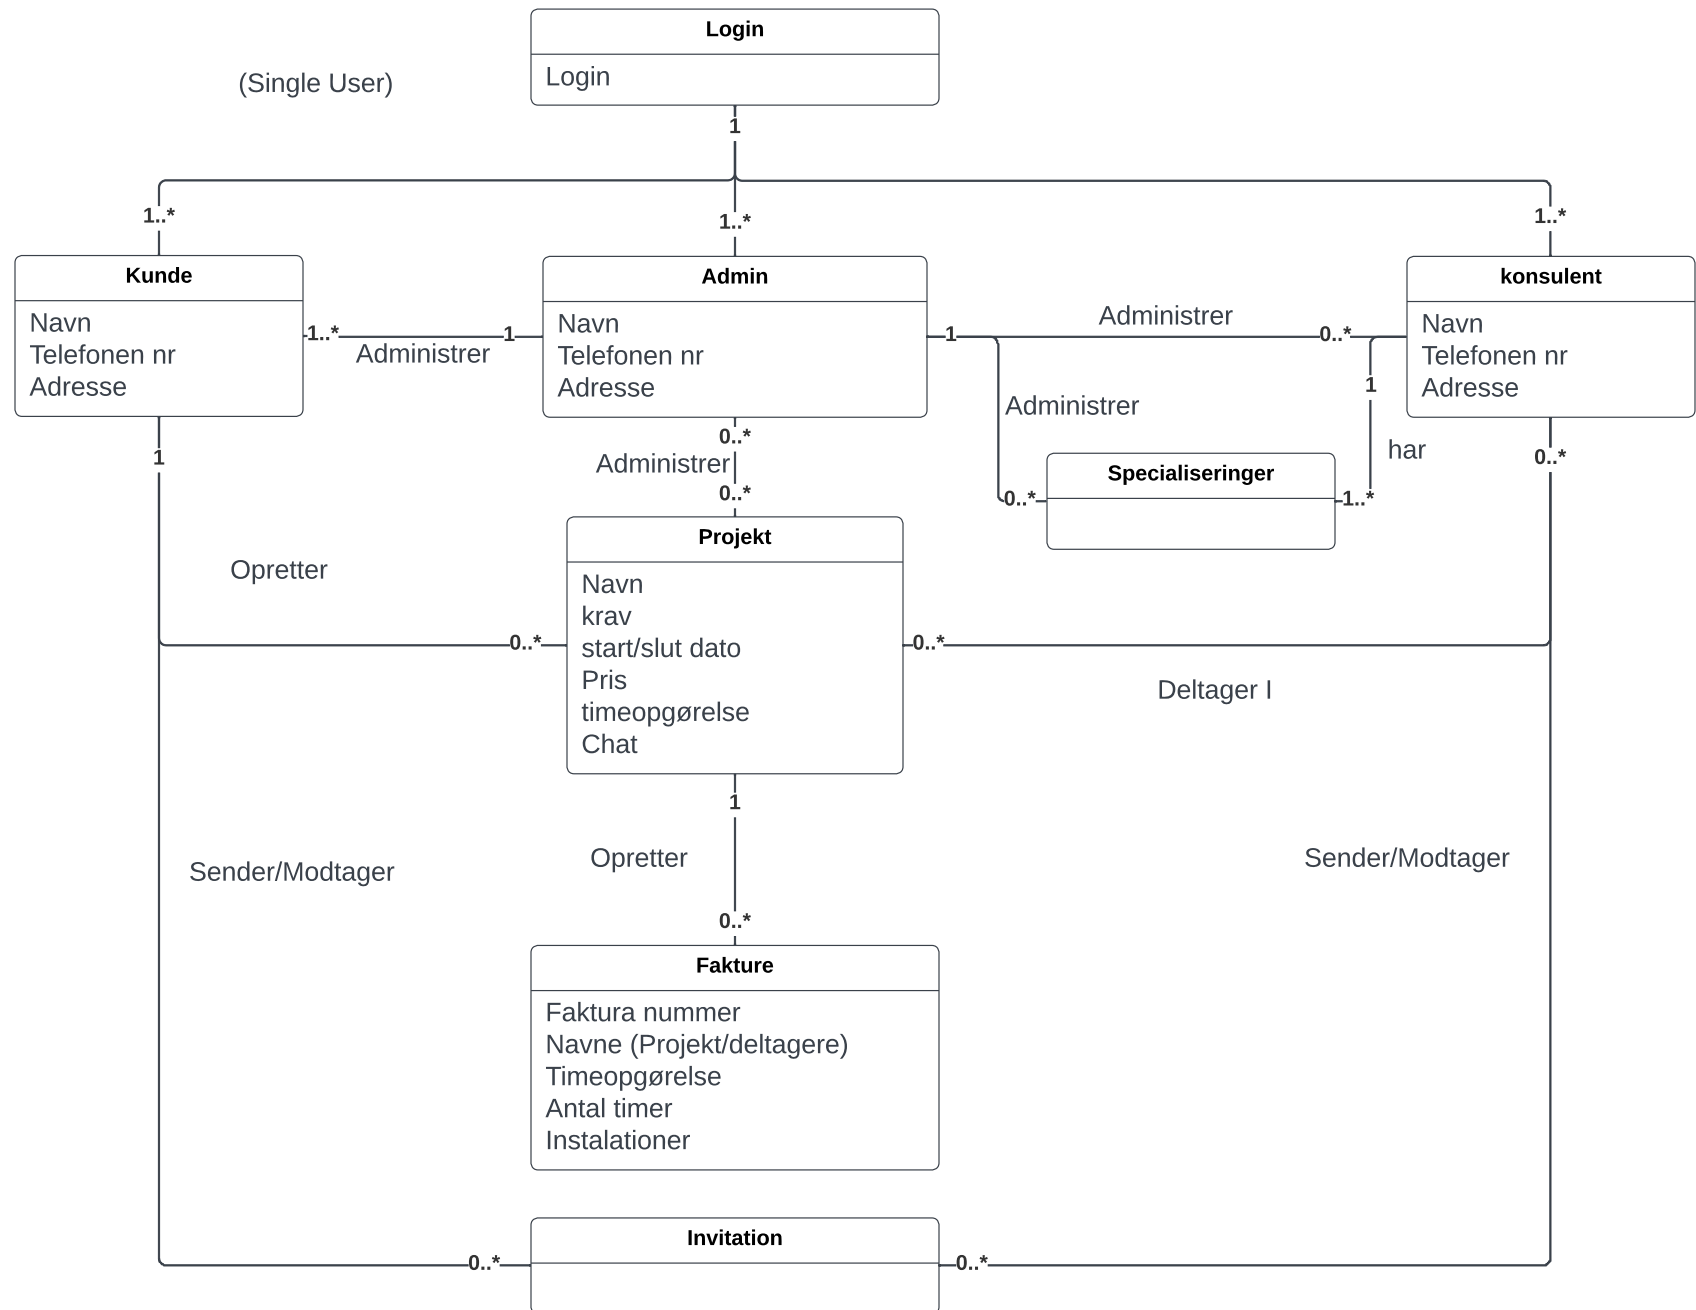 Login
Login
(Single User)
1
1..*
1..*
1..*
Kunde
Navn
Telefonen nr
Adresse
Admin
Navn
Telefonen nr
Adresse
konsulent
Navn
Telefonen nr
Adresse
1..*
Administrer
1
1
Administrer
0..*
1
Administrer
har
Specialiseringer
0..*
1..*
1
0..*
Administrer
0..*
0..*
Projekt
Navn
krav
start/slut dato
Pris
timeopgørelse
Chat
Opretter
0..*
0..*
Deltager I
1
Opretter
0..*
Sender/Modtager
Sender/Modtager
Fakture
Faktura nummer
Navne (Projekt/deltagere)
Timeopgørelse
Antal timer
Instalationer
Invitation
0..*
0..*